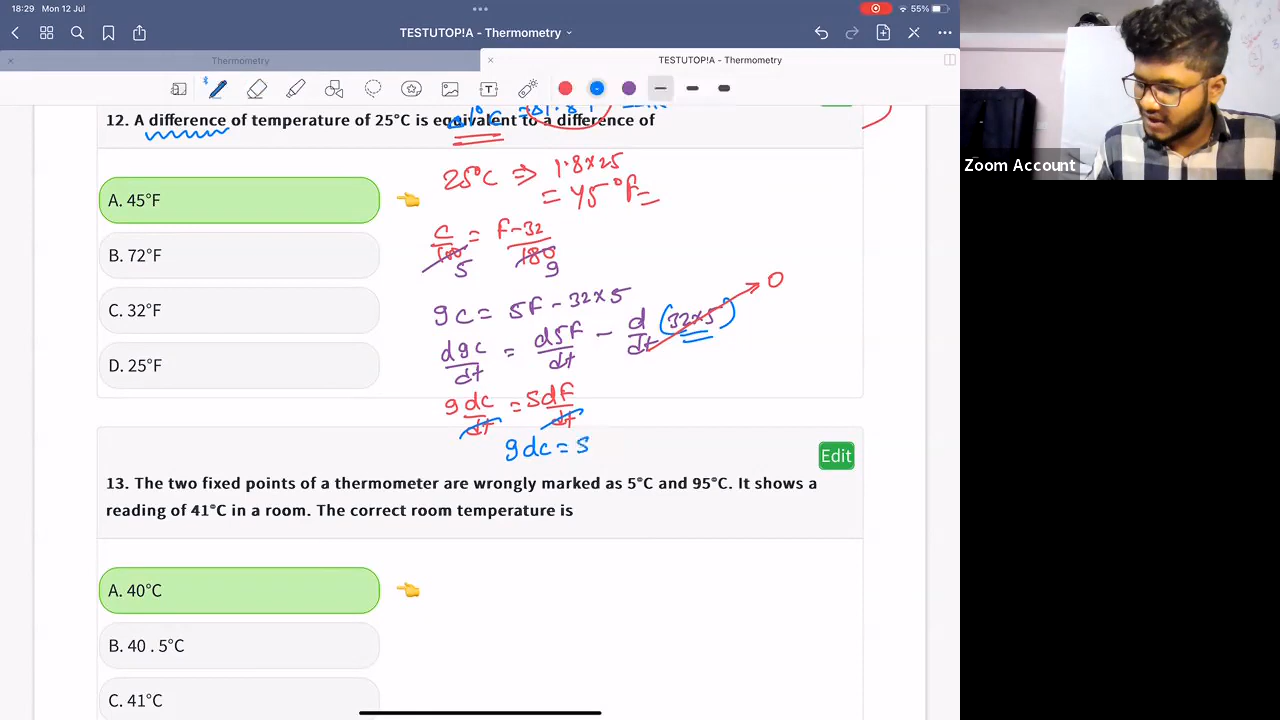 18:29 Mon 12 Jul
55%
TESTUTOP!A - Thermometry
Thermometry
TESTUTOP!A - Thermometry
12. A difference of temperature of 25°C is equivalent to a difference of
25°C ⇒ 1.8×25
= 45°F
A. 45°F
B. 72°F
C. 32°F
D. 25°F
C/100 = F-32/180
5 9
9C = 5F - 32×5
d9C/dt = d5F/dt - d/dt (32×5) → 0
9dC/dt = 5dF/dt
9dC = 5
Edit
13. The two fixed points of a thermometer are wrongly marked as 5°C and 95°C. It shows a
reading of 41°C in a room. The correct room temperature is
A. 40°C
B. 40 . 5°C
C. 41°C
Zoom Account